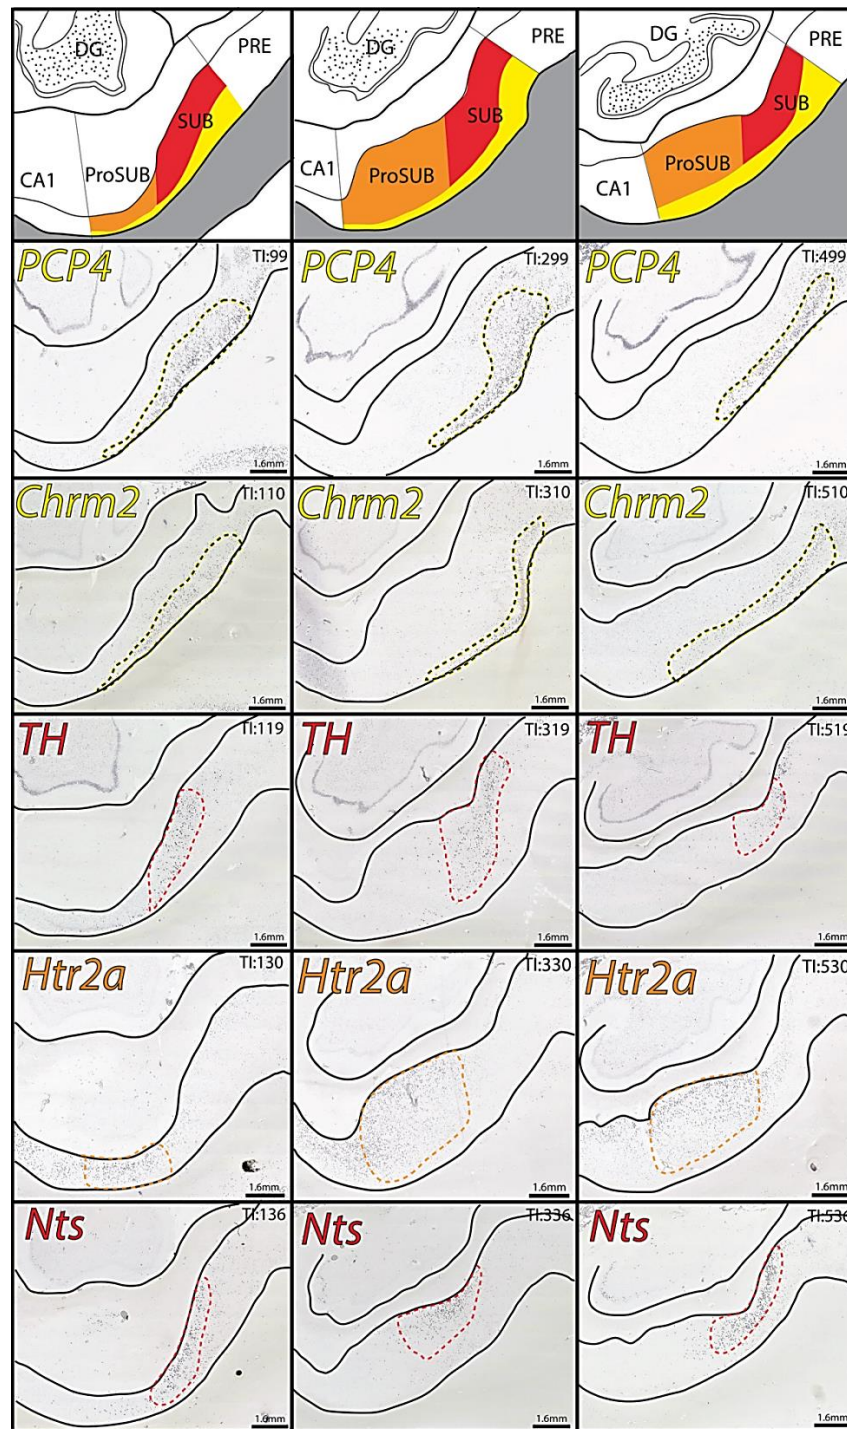 DG PRE SUB ProSUB CA1
DG PRE SUB ProSUB CA1
DG PRE SUB ProSUB CA1
PCP4 TI:99 1.6mm
PCP4 TI:299 1.6mm
PCP4 TI:499 1.6mm
Chrm2 TI:110 1.6mm
Chrm2 TI:310 1.6mm
Chrm2 TI:510 1.6mm
TH TI:119 1.6mm
TH TI:319 1.6mm
TH TI:519 1.6mm
Htr2a TI:130 1.6mm
Htr2a TI:330 1.6mm
Htr2a TI:530 1.6mm
Nts TI:136
Nts TI:336 1.6mm
Nts TI:536 1.6mm